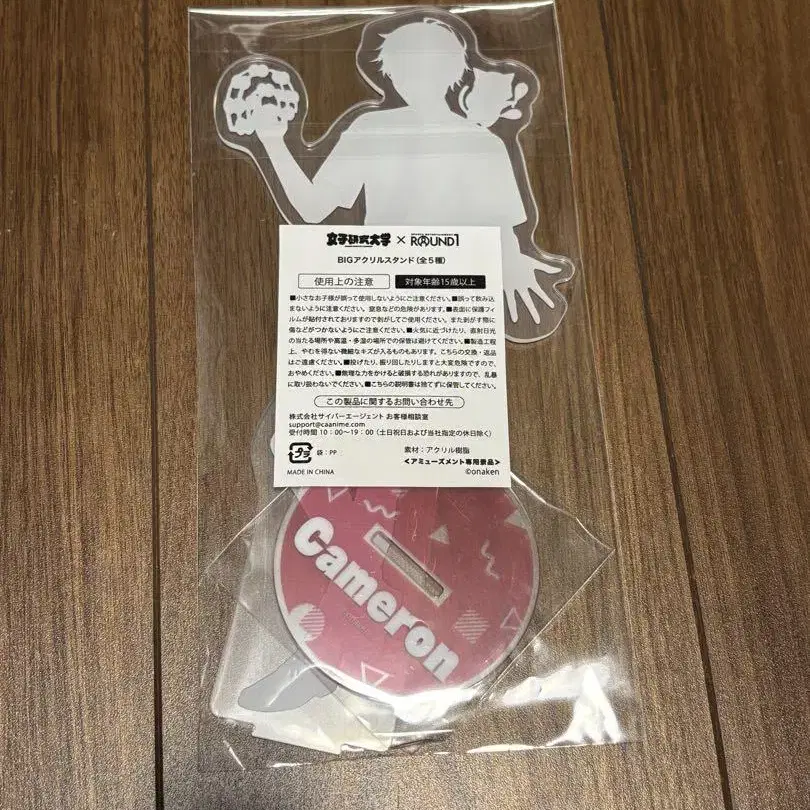 女子研究大学 × ROUND1
BIGアクリルスタンド(全5種)
使用上の注意 対象年齢15歳以上
■小さなお子様が誤って使用しないようにご注意ください。■誤って飲み込
まないように注意ください。窒息などの危険があります。■表面に保護フィ
ルムが貼付されておりますので剥がしてご使用ください。また剥がす際に
傷などがつかないようにご注意ください。■火気に近づけたり、直射日光
の当たる場所や高温・多湿の場所での保管は避けてください。■製造工程
上、やむを得ない微細なキズが入るものもあります。こちらの交換・返品
はご遠慮ください。■投げたり、振り回したりしますと大変危険ですので、
おやめください。■無理な力をかけると破損する恐れがありますので、乱暴
に取り扱わないでください。■こちらの説明書は捨てずに保管してください。
この製品に関するお問い合わせ先
株式会社サイバーエージェント お客様相談室
support@caanime.com
受付時間 10:00～19:00 (土日祝日および当社指定の休日除く)
プラ 袋:PP 素材:アクリル樹脂
<アミューズメント専用景品>
MADE IN CHINA ©onaken
Cameron